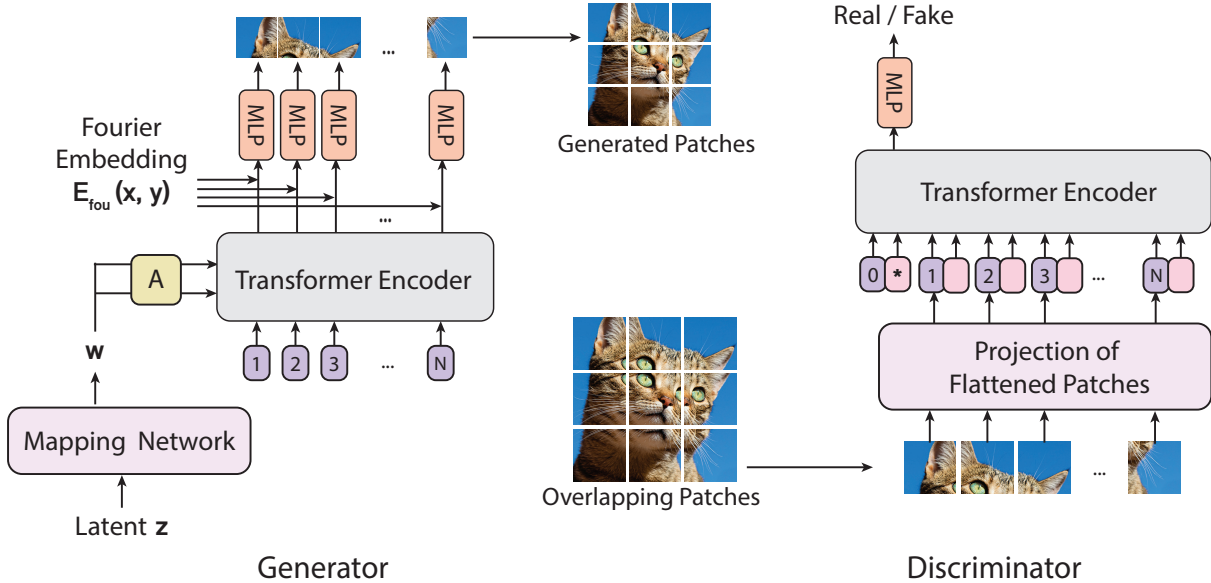 MLP
MLP
MLP
...
MLP
Fourier
Embedding
E_fou (x, y)
...
A
Transformer Encoder
w
1
2
3
...
N
Mapping Network
Latent z
Generator
Generated Patches
Overlapping Patches
Real / Fake
MLP
Transformer Encoder
0
*
1
2
3
...
N
Projection of
Flattened Patches
...
Discriminator
...